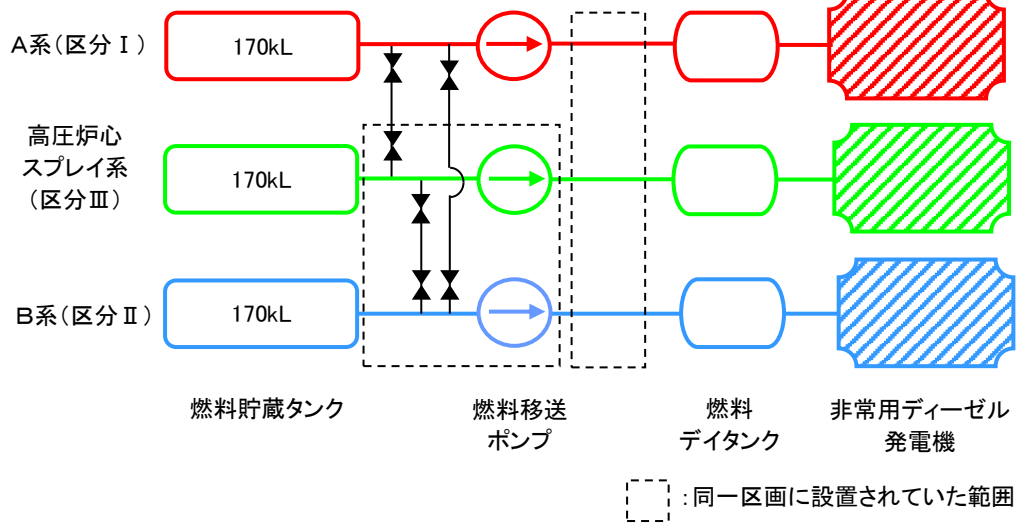 A系(区分Ⅰ)
170kL
高圧炉心
スプレイ系
(区分Ⅲ)
170kL
B系(区分Ⅱ)
170kL
燃料貯蔵タンク
燃料移送
ポンプ
燃料
デイタンク
非常用ディーゼル
発電機
:同一区画に設置されていた範囲